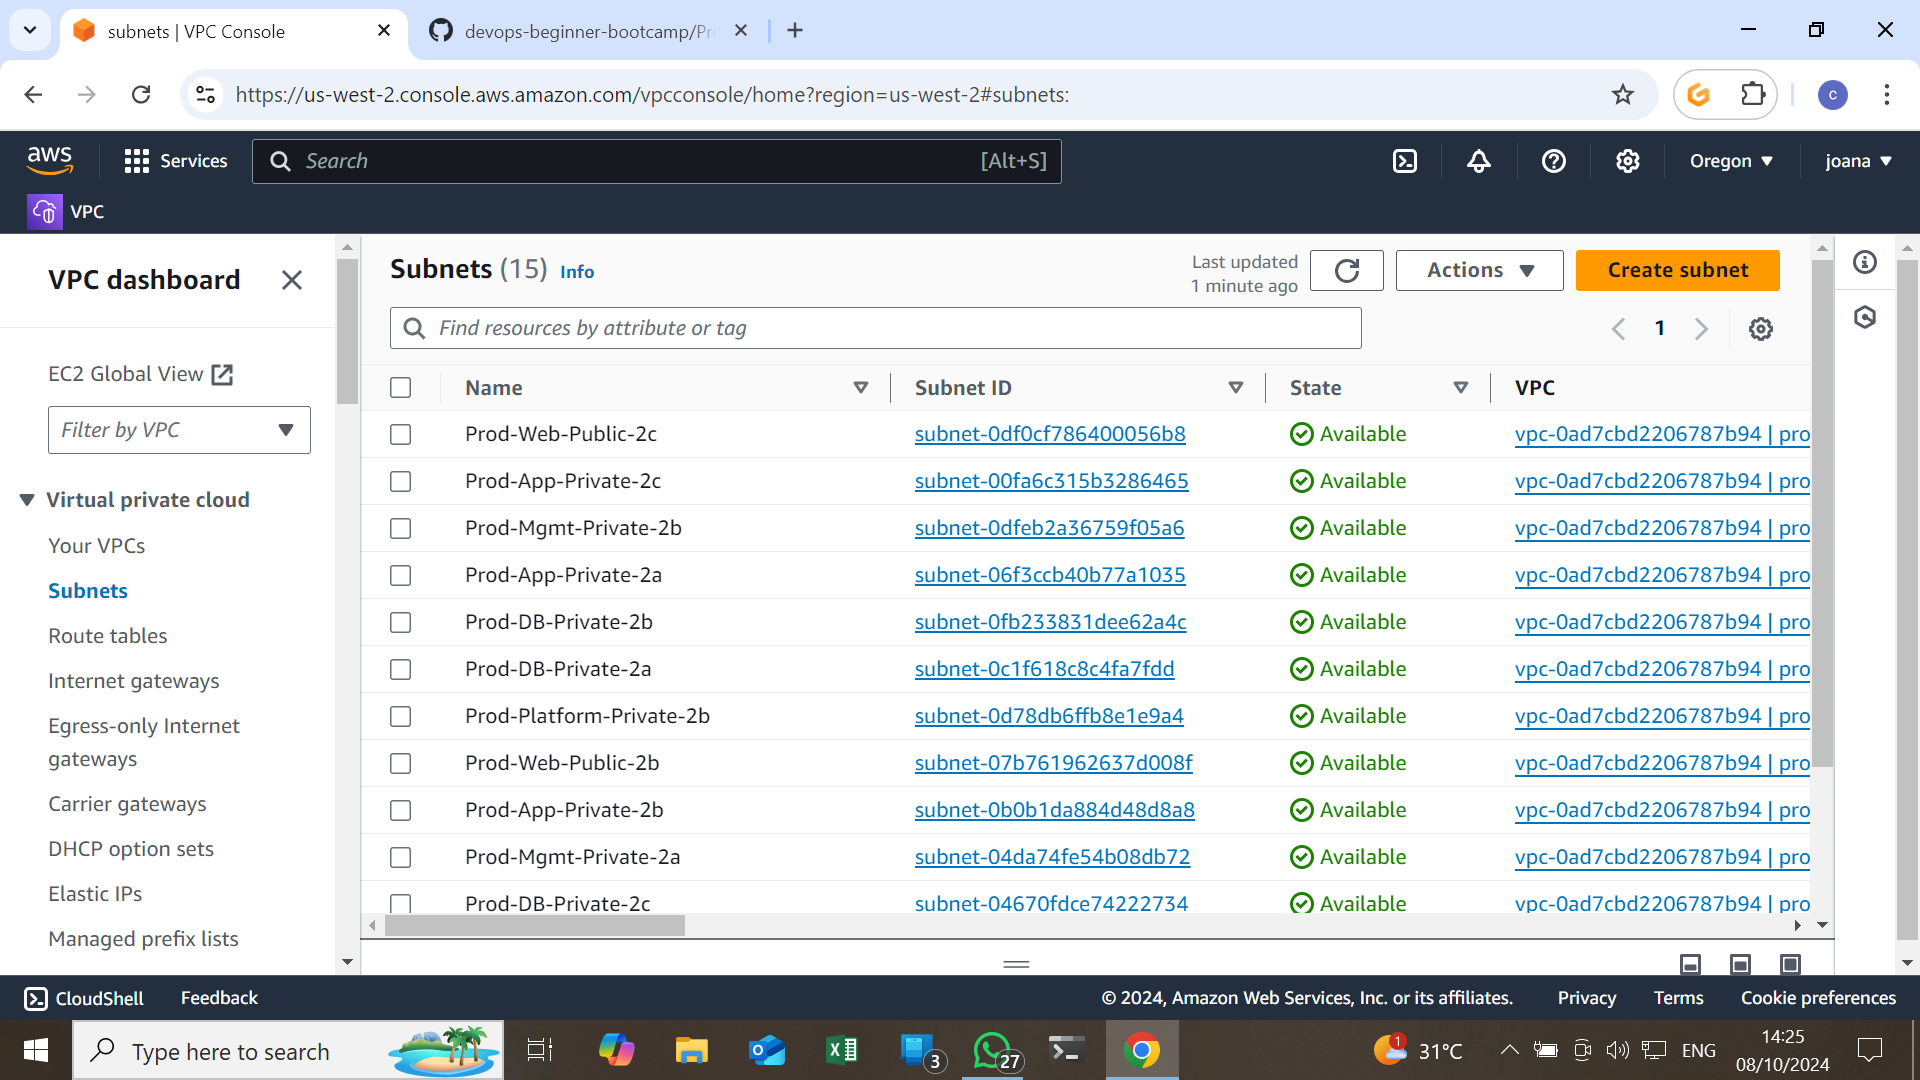 subnets | VPC Console
devops-beginner-bootcamp/Pr
https://us-west-2.console.aws.amazon.com/vpcconsole/home?region=us-west-2#subnets:
C
aws
Services
Search
[Alt+S]
Oregon
joana
VPC
VPC dashboard
EC2 Global View
Filter by VPC
Virtual private cloud
Your VPCs
Subnets
Route tables
Internet gateways
Egress-only Internet
gateways
Carrier gateways
DHCP option sets
Elastic IPs
Managed prefix lists
Subnets (15) Info
Last updated
1 minute ago
Actions
Create subnet
Find resources by attribute or tag
1
Name Subnet ID State VPC
Prod-Web-Public-2c subnet-0df0cf786400056b8 Available vpc-0ad7cbd2206787b94 | pro
Prod-App-Private-2c subnet-00fa6c315b3286465 Available vpc-0ad7cbd2206787b94 | pro
Prod-Mgmt-Private-2b subnet-0dfeb2a36759f05a6 Available vpc-0ad7cbd2206787b94 | pro
Prod-App-Private-2a subnet-06f3ccb40b77a1035 Available vpc-0ad7cbd2206787b94 | pro
Prod-DB-Private-2b subnet-0fb233831dee62a4c Available vpc-0ad7cbd2206787b94 | pro
Prod-DB-Private-2a subnet-0c1f618c8c4fa7fdd Available vpc-0ad7cbd2206787b94 | pro
Prod-Platform-Private-2b subnet-0d78db6ffb8e1e9a4 Available vpc-0ad7cbd2206787b94 | pro
Prod-Web-Public-2b subnet-07b761962637d008f Available vpc-0ad7cbd2206787b94 | pro
Prod-App-Private-2b subnet-0b0b1da884d48d8a8 Available vpc-0ad7cbd2206787b94 | pro
Prod-Mgmt-Private-2a subnet-04da74fe54b08db72 Available vpc-0ad7cbd2206787b94 | pro
Prod-DB-Private-2c subnet-04670fdce74222734 Available vpc-0ad7cbd2206787b94 | pro
CloudShell
Feedback
© 2024, Amazon Web Services, Inc. or its affiliates.
Privacy
Terms
Cookie preferences
Type here to search
3
27
1
31°C
ENG
14:25
08/10/2024